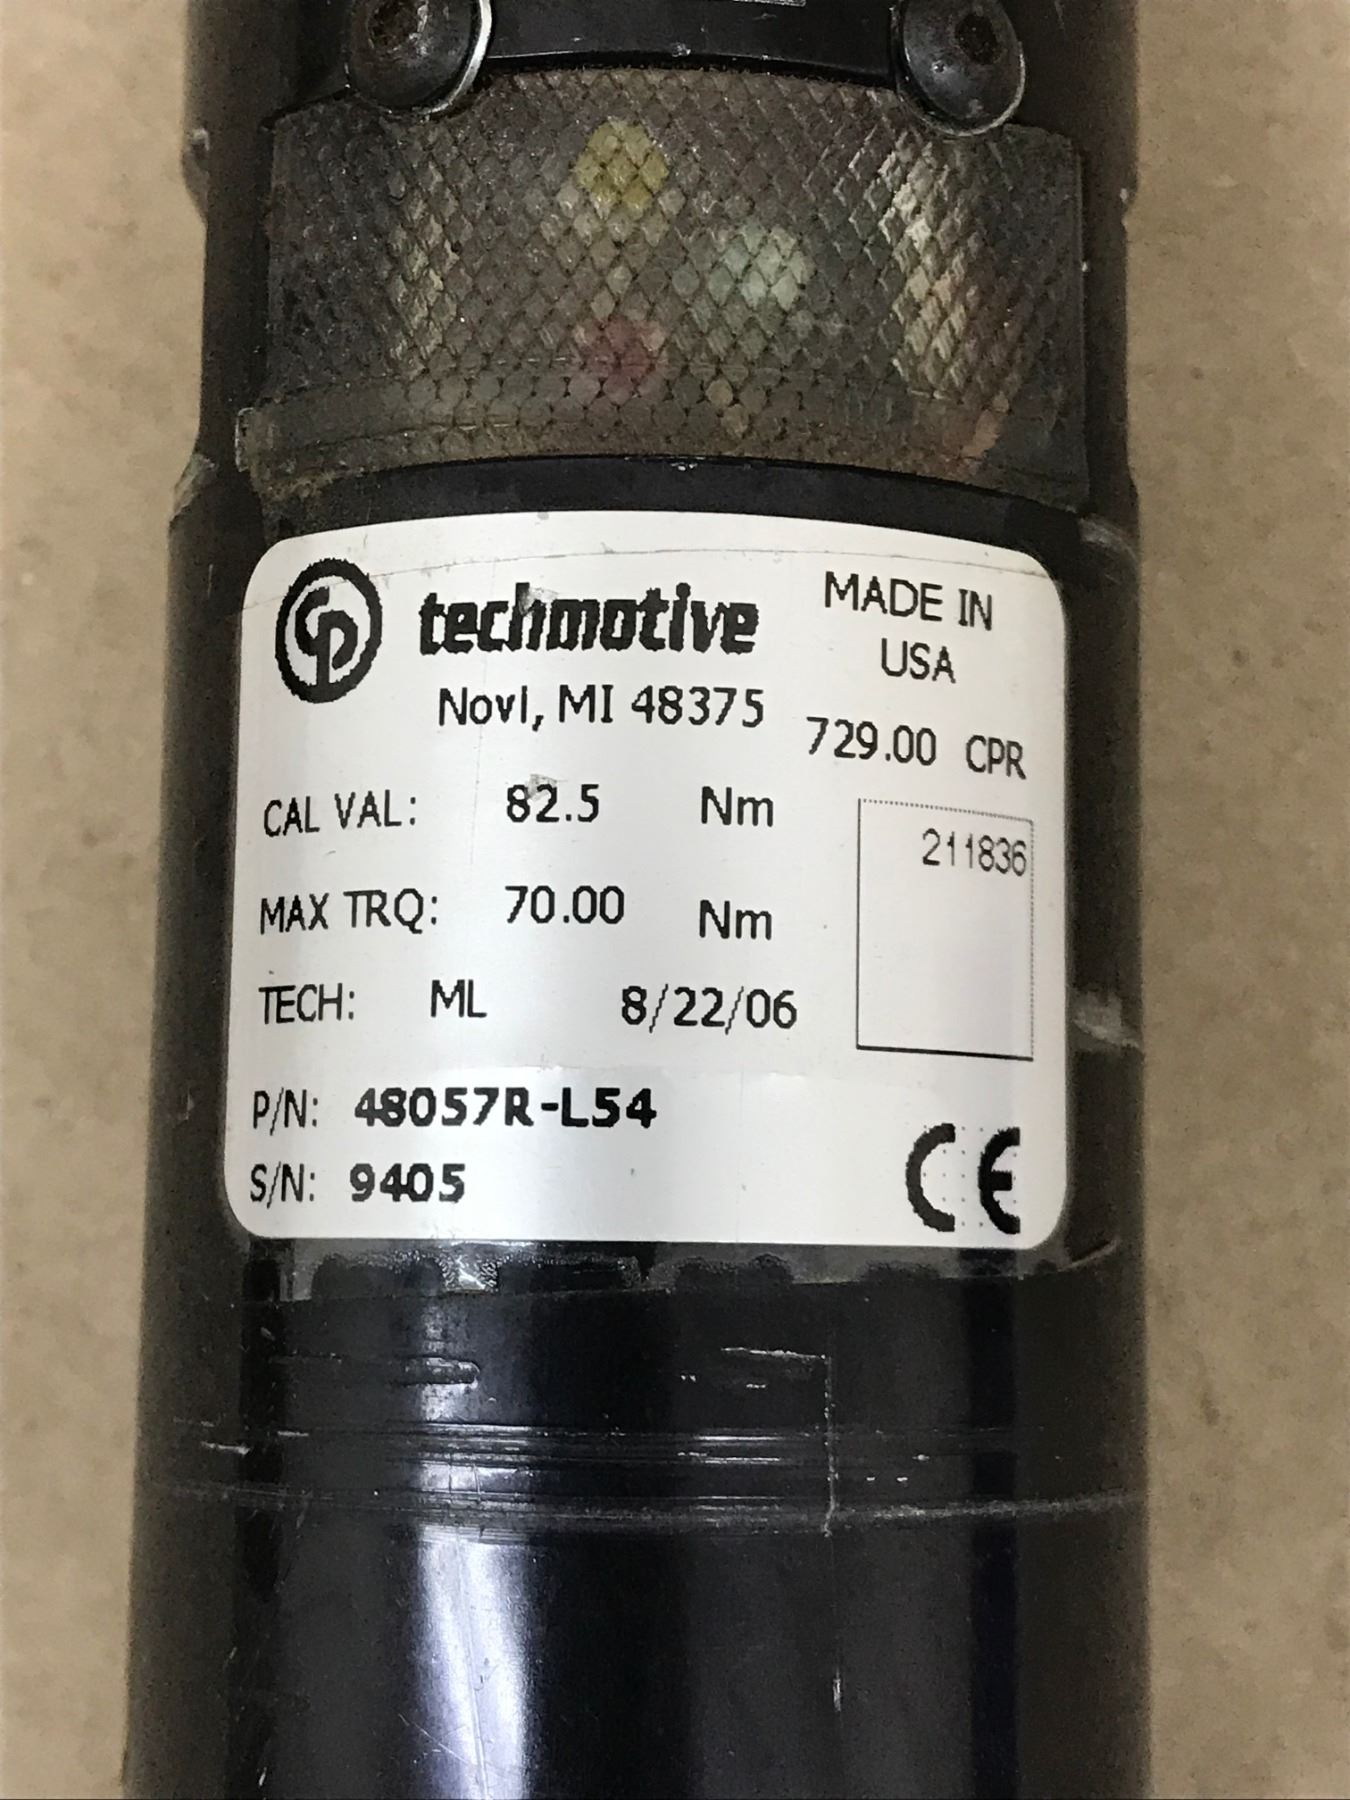 CP techmotive
Novi, MI 48375
MADE IN
USA
729.00 CPR
CAL VAL: 82.5 Nm
211836
MAX TRQ: 70.00 Nm
TECH: ML 8/22/06
P/N: 48057R-L54
S/N: 9405
CE